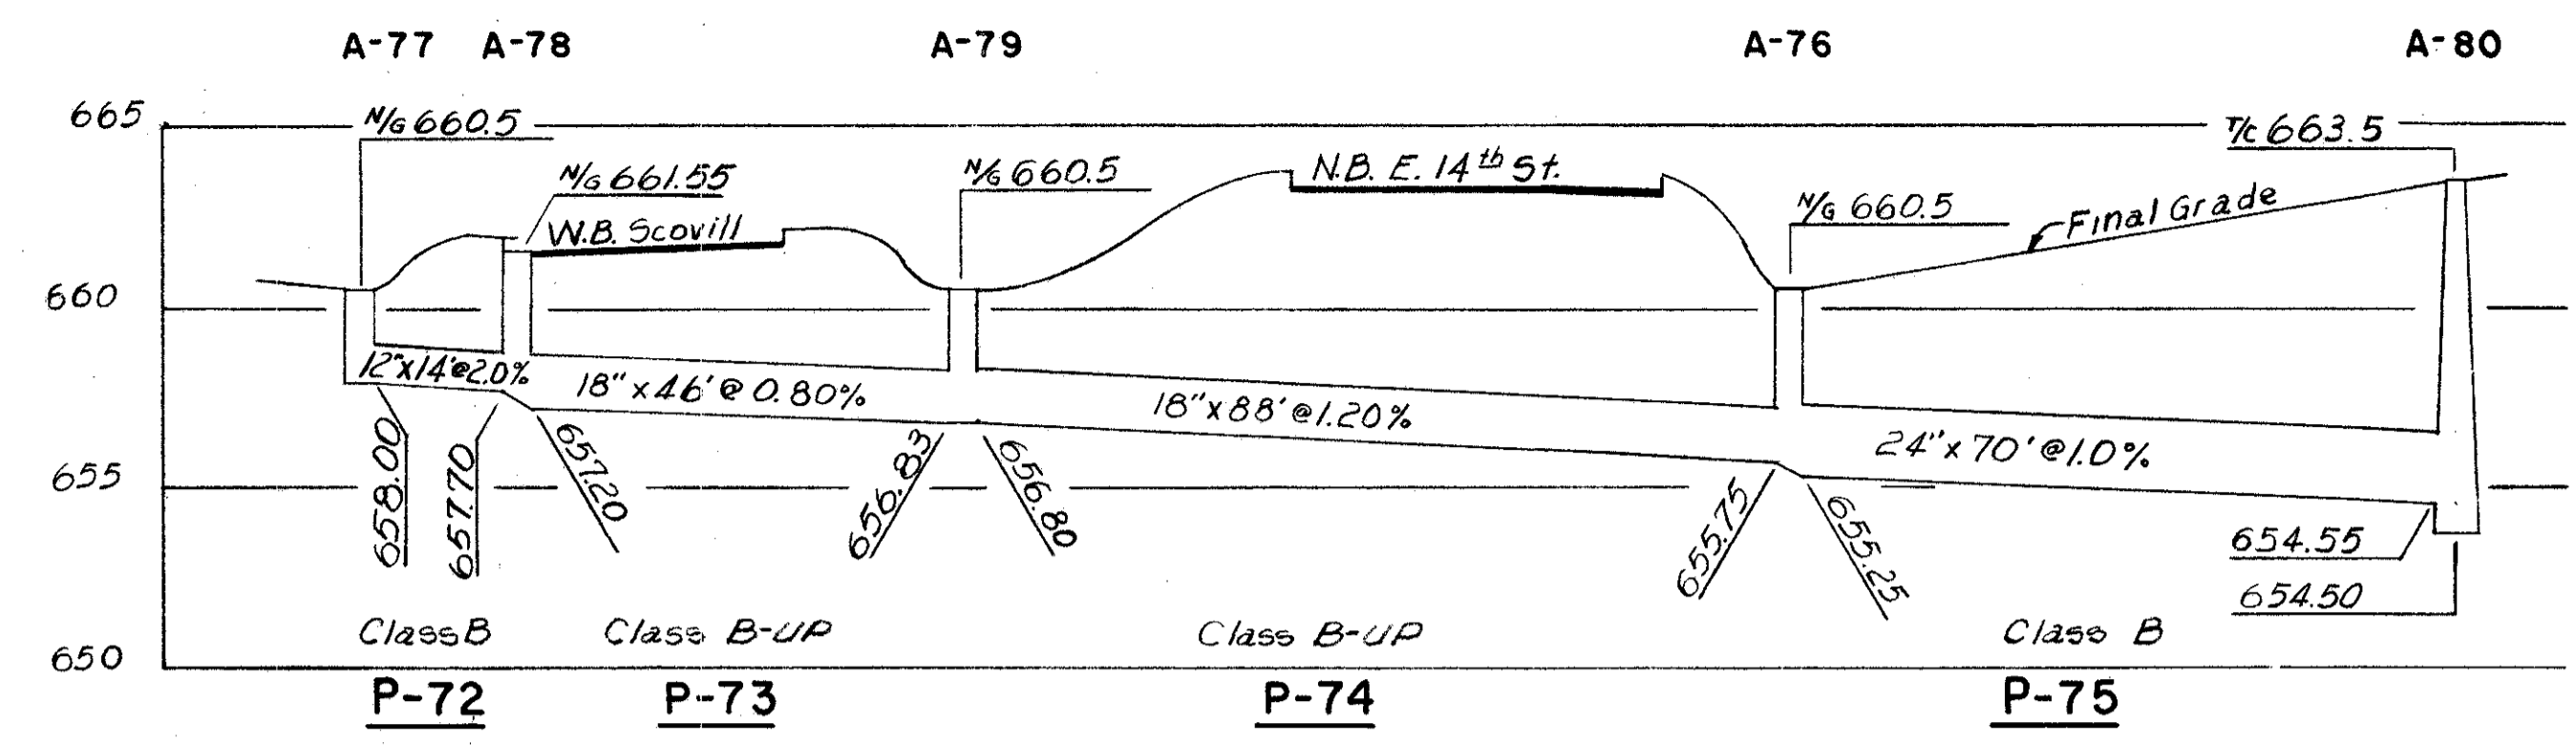 A-77 A-78 A-79 A-76 A-80
665
N/G 660.5
T/C 663.5
N/G 661.55
N/G 660.5
N.B. E. 14th St.
N/G 660.5
Final Grade
W.B. Scovill
660
12"x14'@2.0%
18"x46'@0.80%
18"x88'@1.20%
24"x70'@1.0%
655
658.00
657.70
657.20
656.83
656.80
655.75
655.25
654.55
654.50
Class B
Class B-UP
Class B-UP
Class B
650
P-72 P-73 P-74 P-75